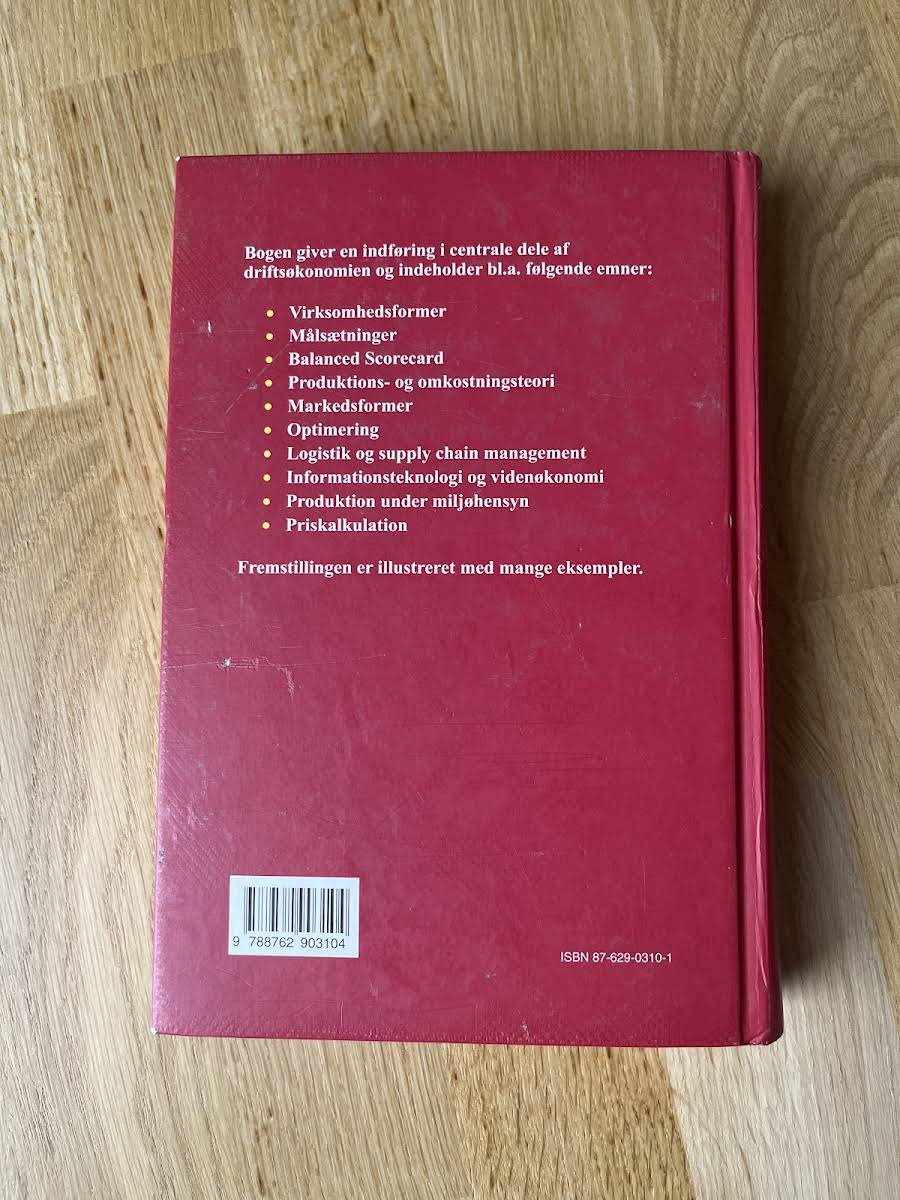 Bogen giver en indføring i centrale dele af
driftsøkonomien og indeholder bl.a. følgende emner:
• Virksomhedsformer
• Målsætninger
• Balanced Scorecard
• Produktions- og omkostningsteori
• Markedsformer
• Optimering
• Logistik og supply chain management
• Informationsteknologi og videnøkonomi
• Produktion under miljøhensyn
• Priskalkulation
Fremstillingen er illustreret med mange eksempler.
9 788762 903104
ISBN 87-629-0310-1